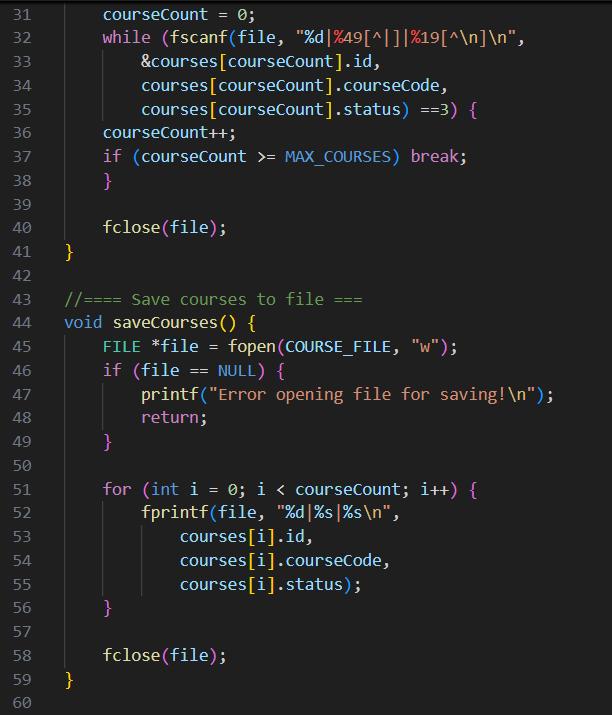 31 courseCount = 0;
32 while (fscanf(file, "%d|%49[^|]|%19[^\n]\n",
33 &courses[courseCount].id,
34 courses[courseCount].courseCode,
35 courses[courseCount].status) ==3) {
36 courseCount++;
37 if (courseCount >= MAX_COURSES) break;
38 }
39
40 fclose(file);
41 }
42
43 //==== Save courses to file ===
44 void saveCourses() {
45 FILE *file = fopen(COURSE_FILE, "w");
46 if (file == NULL) {
47 printf("Error opening file for saving!\n");
48 return;
49 }
50
51 for (int i = 0; i < courseCount; i++) {
52 fprintf(file, "%d|%s|%s\n",
53 courses[i].id,
54 courses[i].courseCode,
55 courses[i].status);
56 }
57
58 fclose(file);
59 }
60